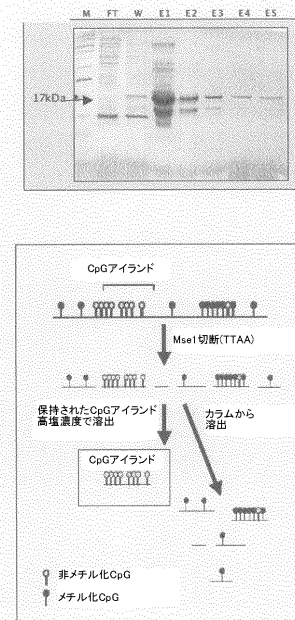 M FT W E1 E2 E3 E4 E5
17kDa
CpGアイランド
Mse1切断(TTAA)
保持されたCpGアイランド
高塩濃度で溶出
カラムから
溶出
CpGアイランド
非メチル化CpG
メチル化CpG